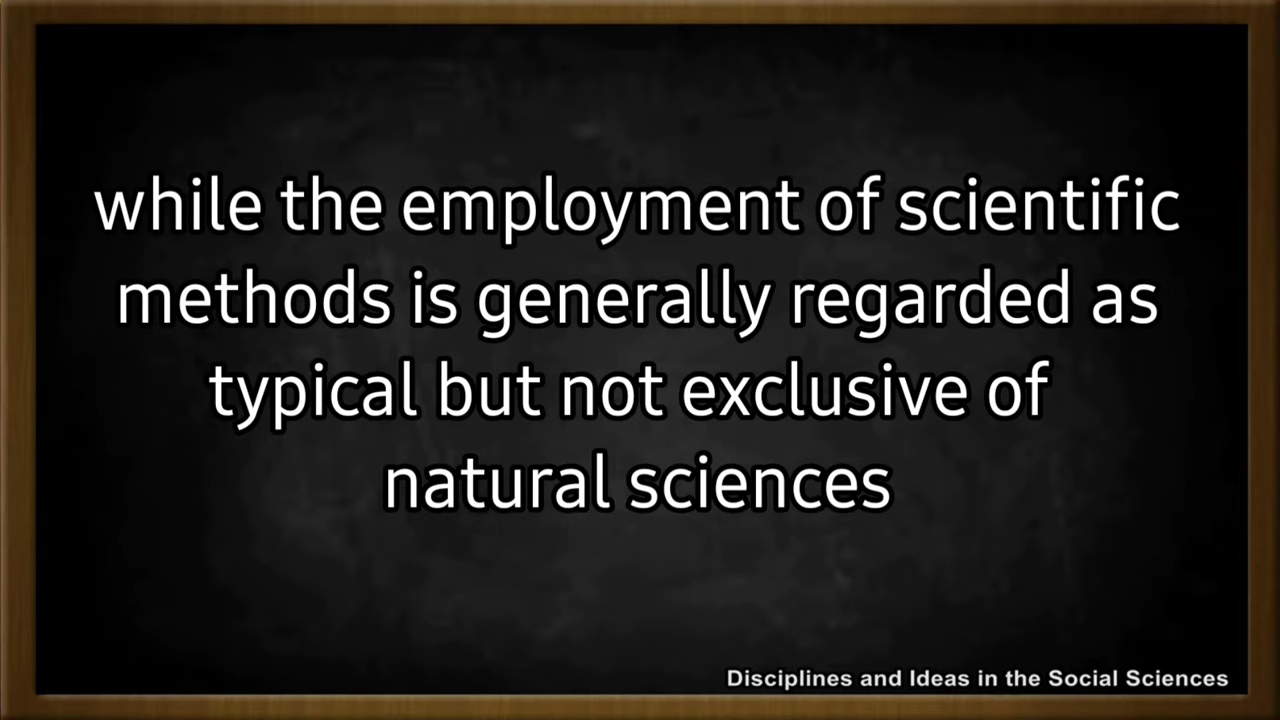 while the employment of scientific
methods is generally regarded as
typical but not exclusive of
natural sciences
Disciplines and Ideas in the Social Sciences